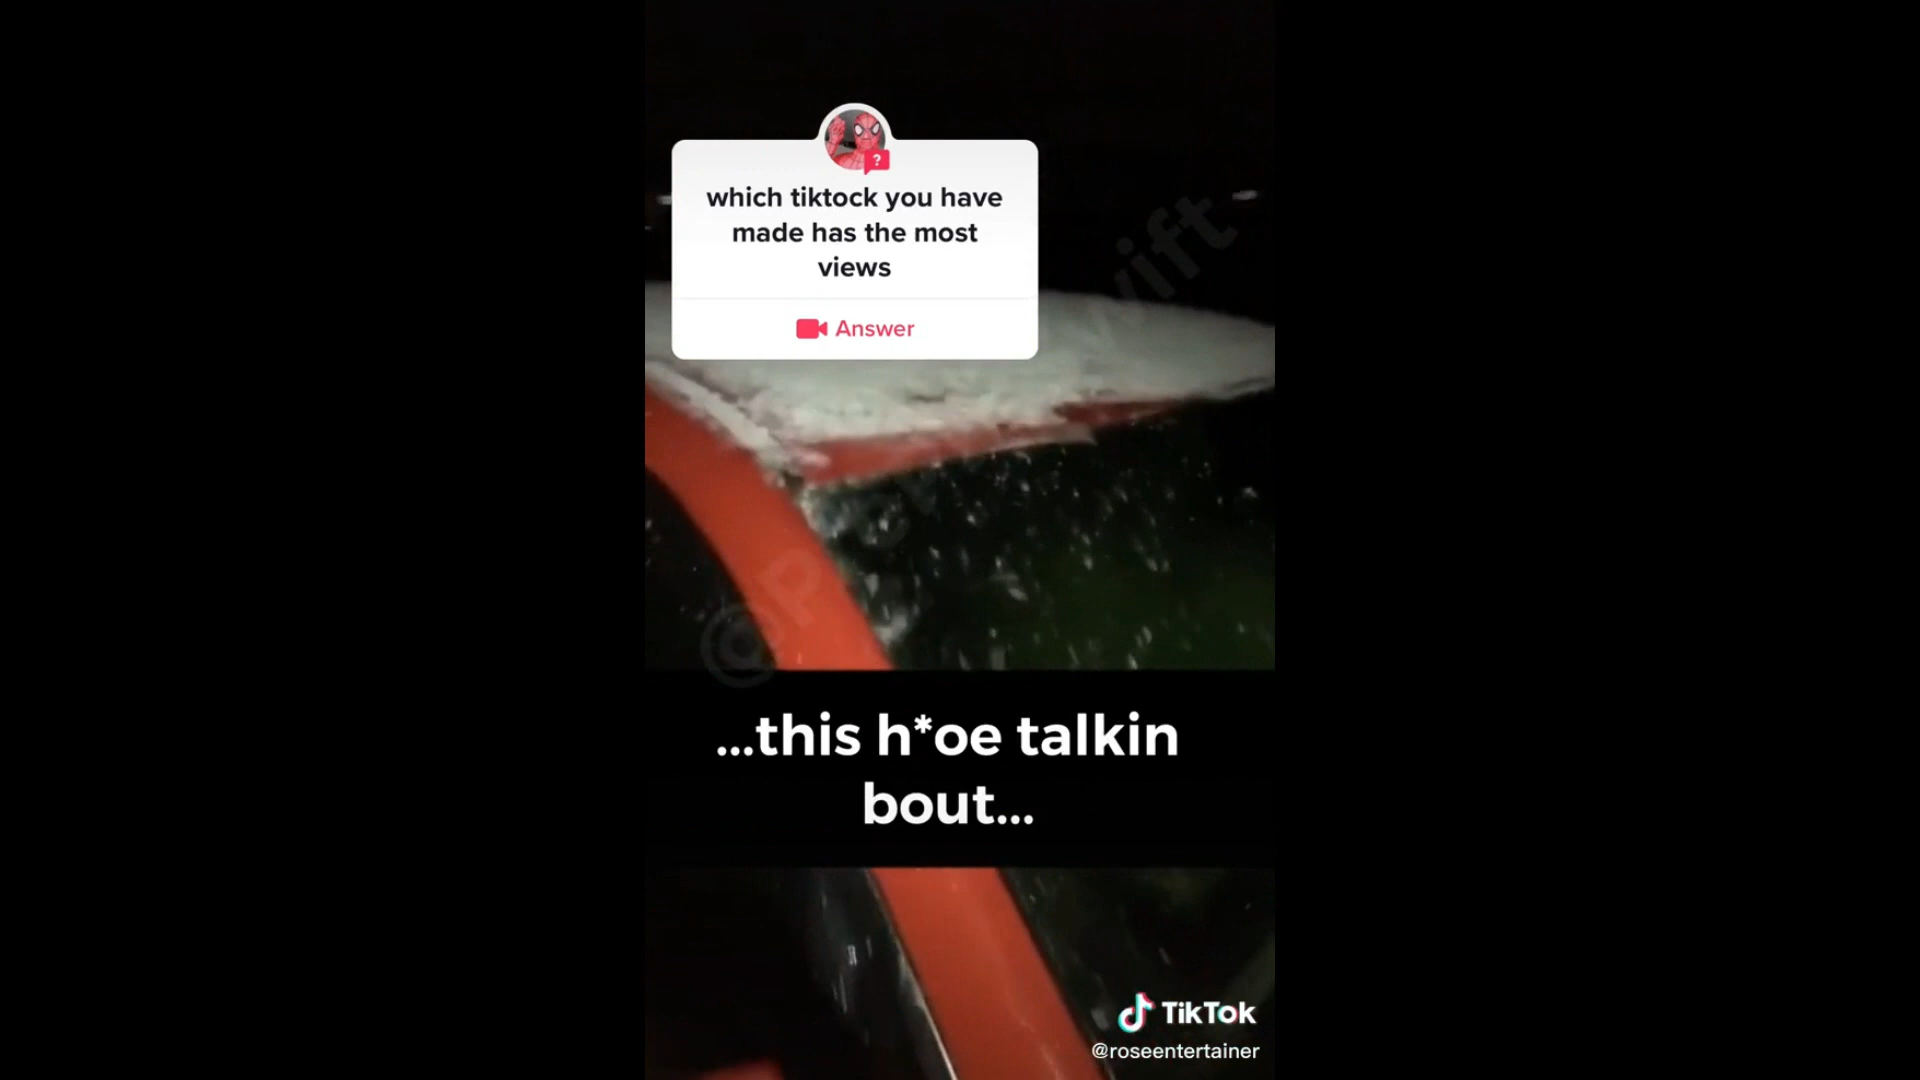 ?
which tiktock you have
made has the most
views
Answer
...this h*oe talkin
bout...
TikTok
@roseentertainer